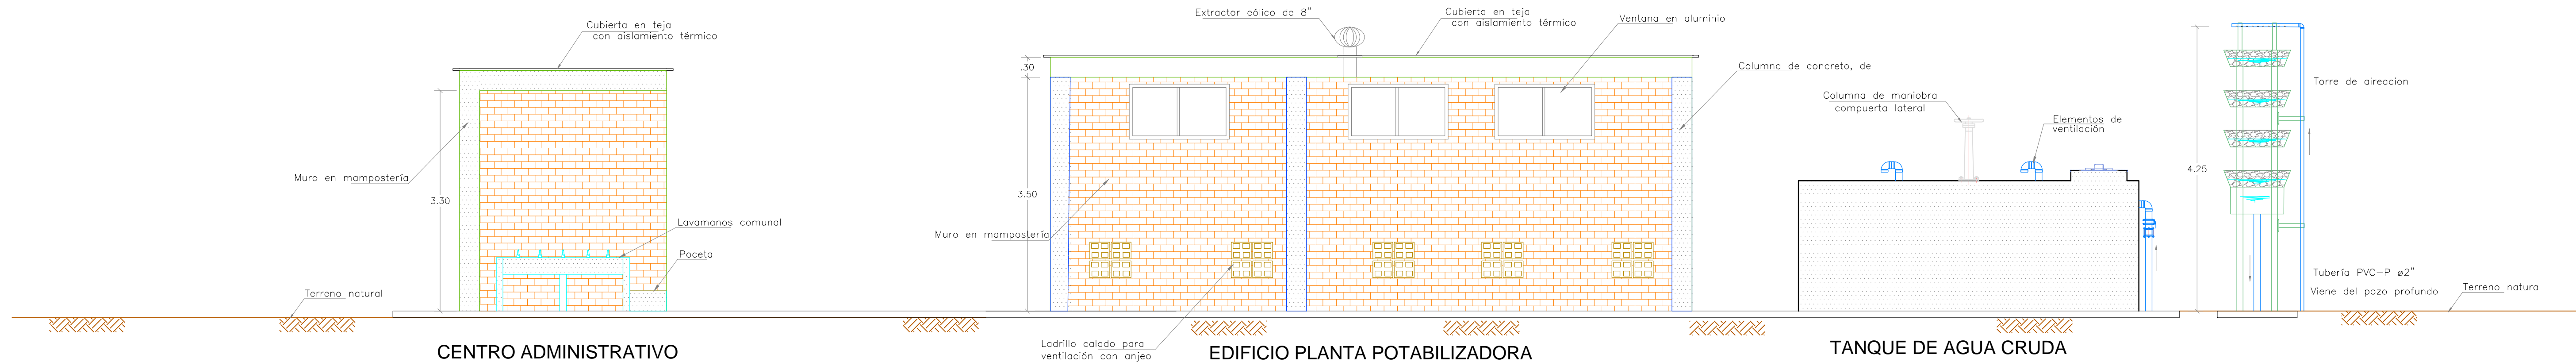 Cubierta en teja
con aislamiento térmico
Muro en mampostería
3.30
Lavamanos comunal
Poceta
Terreno natural
CENTRO ADMINISTRATIVO
Extractor eólico de 8"
Cubierta en teja
con aislamiento térmico
Ventana en aluminio
.30
Columna de concreto, de
3.50
Muro en mampostería
Ladrillo calado para
ventilación con anjeo
EDIFICIO PLANTA POTABILIZADORA
Columna de maniobra
compuerta lateral
Elementos de
ventilación
TANQUE DE AGUA CRUDA
4.25
Torre de aireacion
Tubería PVC-P ø2"
Viene del pozo profundo
Terreno natural